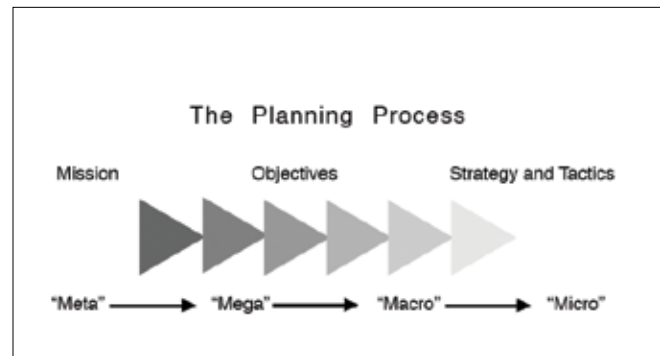 The Planning Process
Mission Objectives Strategy and Tactics
“Meta” “Mega” “Macro” “Micro”